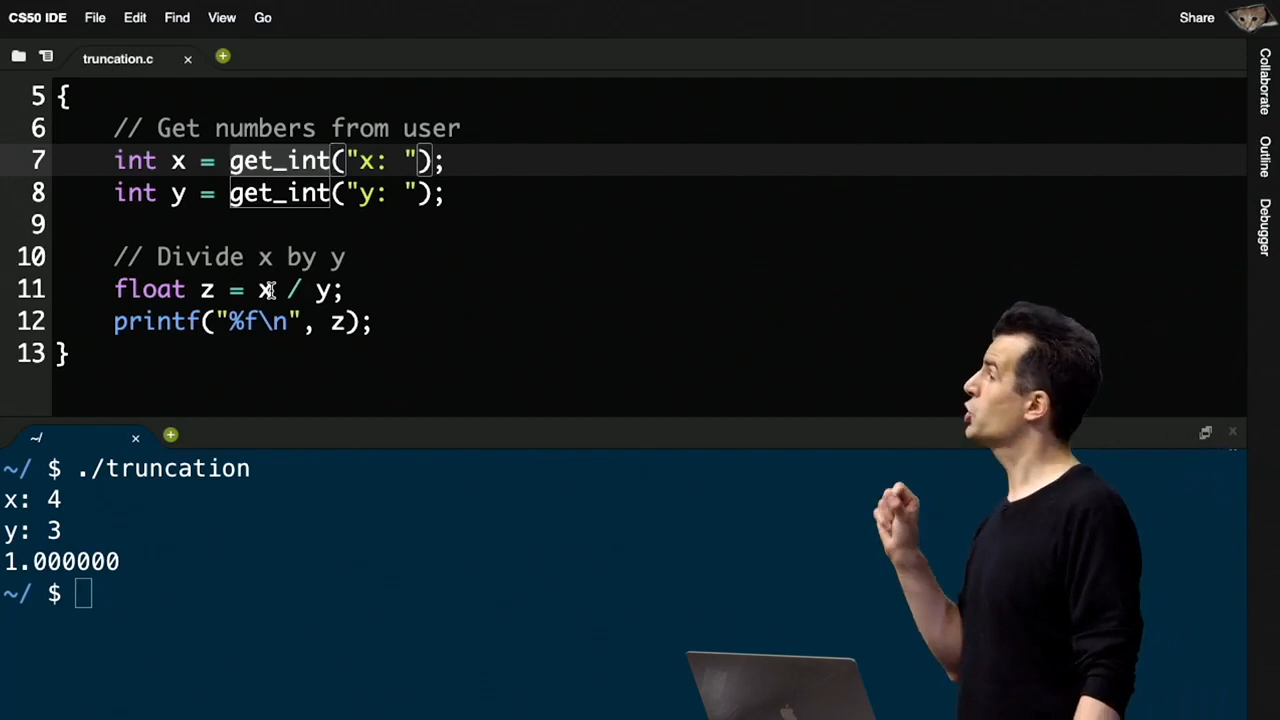 CS50 IDE File Edit Find View Go Share
truncation.c
5 {
6 // Get numbers from user
7 int x = get_int("x: ");
8 int y = get_int("y: ");
9
10 // Divide x by y
11 float z = x / y;
12 printf("%f\n", z);
13 }
Collaborate
Outline
Debugger
~/
~/ $ ./truncation
x: 4
y: 3
1.000000
~/ $